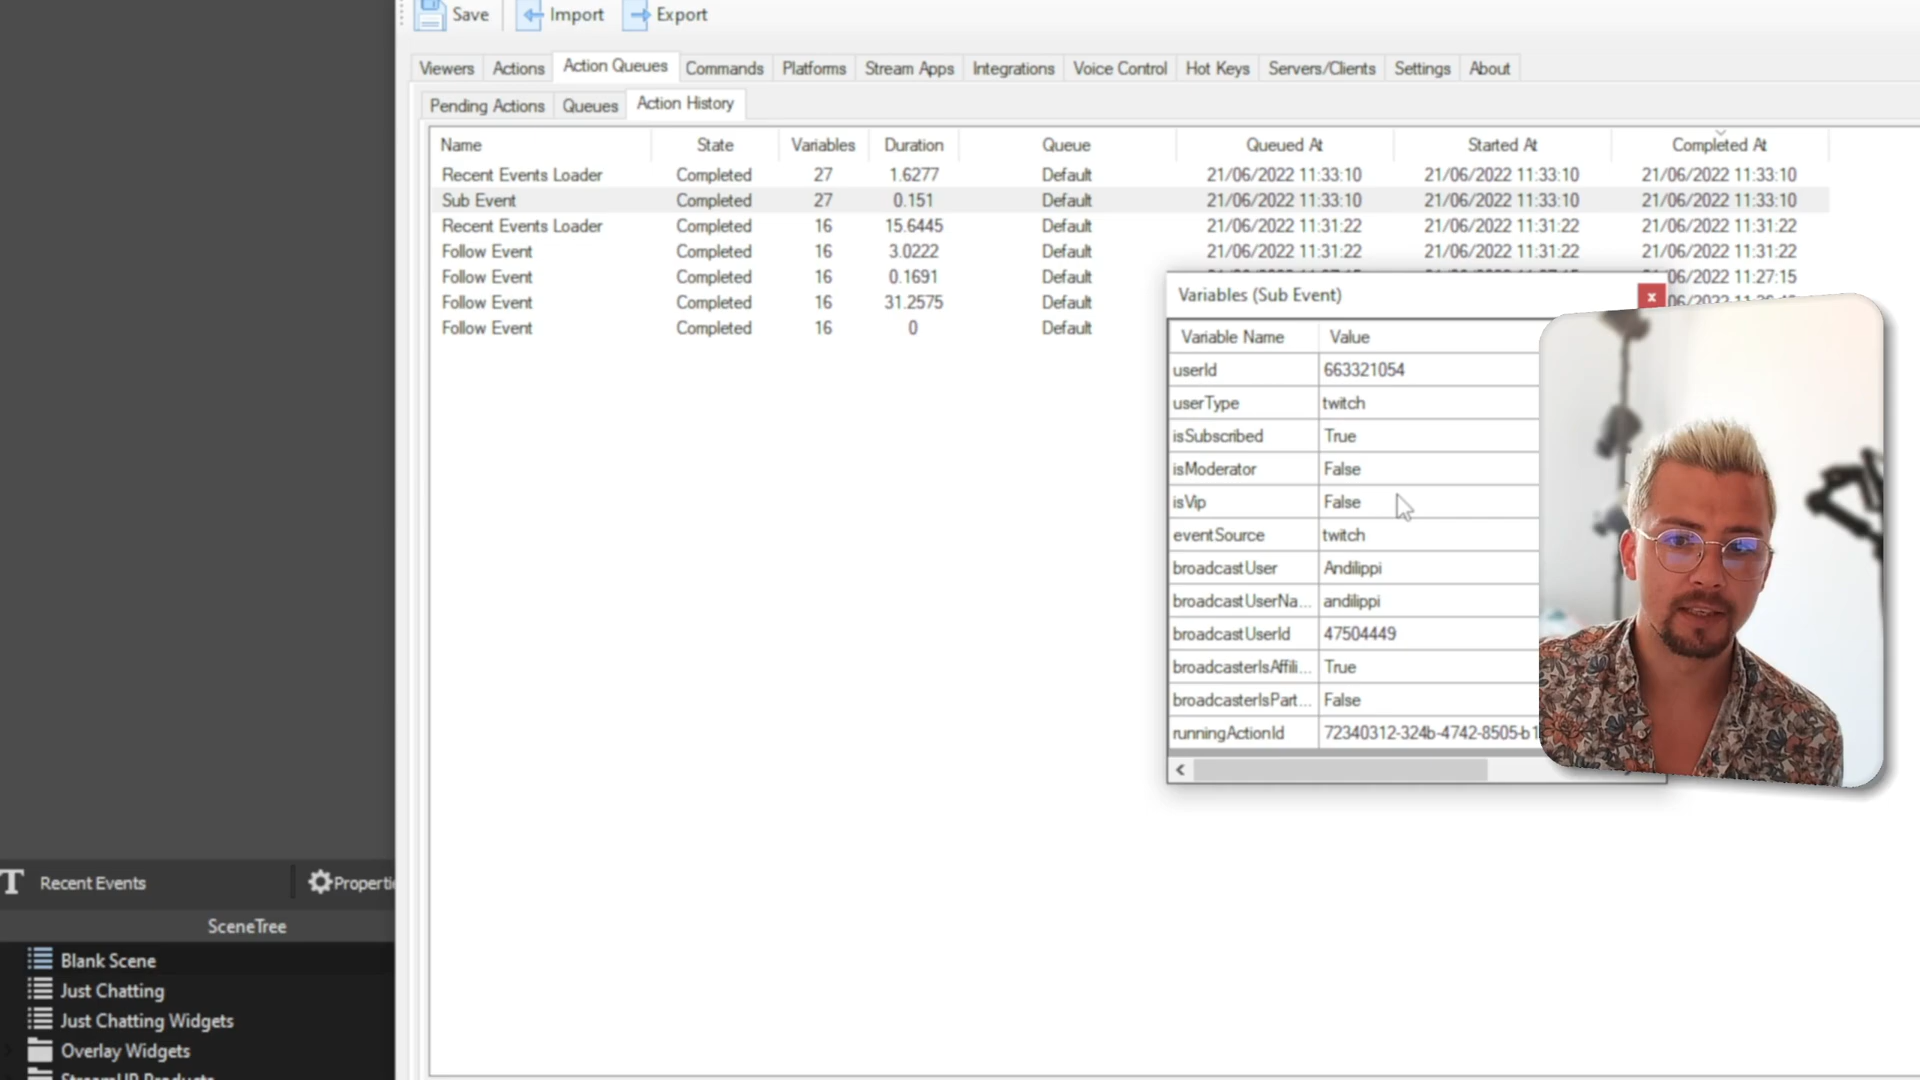 Save Import Export
Viewers Actions Action Queues Commands Platforms Stream Apps Integrations Voice Control Hot Keys Servers/Clients Settings About
Pending Actions Queues Action History
Name State Variables Duration Queue Queued At Started At Completed At
Recent Events Loader Completed 27 1.6277 Default 21/06/2022 11:33:10 21/06/2022 11:33:10 21/06/2022 11:33:10
Sub Event Completed 27 0.151 Default 21/06/2022 11:33:10 21/06/2022 11:33:10 21/06/2022 11:33:10
Recent Events Loader Completed 16 15.6445 Default 21/06/2022 11:31:22 21/06/2022 11:31:22 21/06/2022 11:31:22
Follow Event Completed 16 3.0222 Default 21/06/2022 11:31:22 21/06/2022 11:31:22 21/06/2022 11:31:22
Follow Event Completed 16 0.1691 Default 06/2022 11:27:15
Follow Event Completed 16 31.2575 Default
Follow Event Completed 16 0 Default
Variables (Sub Event) x
Variable Name Value
userId 663321054
userType twitch
isSubscribed True
isModerator False
isVip False
eventSource twitch
broadcastUser Andilippi
broadcastUserNa... andilippi
broadcastUserId 47504449
broadcasterIsAffili... True
broadcasterIsPart... False
runningActionId 72340312-324b-4742-8505-b1
Recent Events Properti
SceneTree
Blank Scene
Just Chatting
Just Chatting Widgets
Overlay Widgets
StreamUP Products